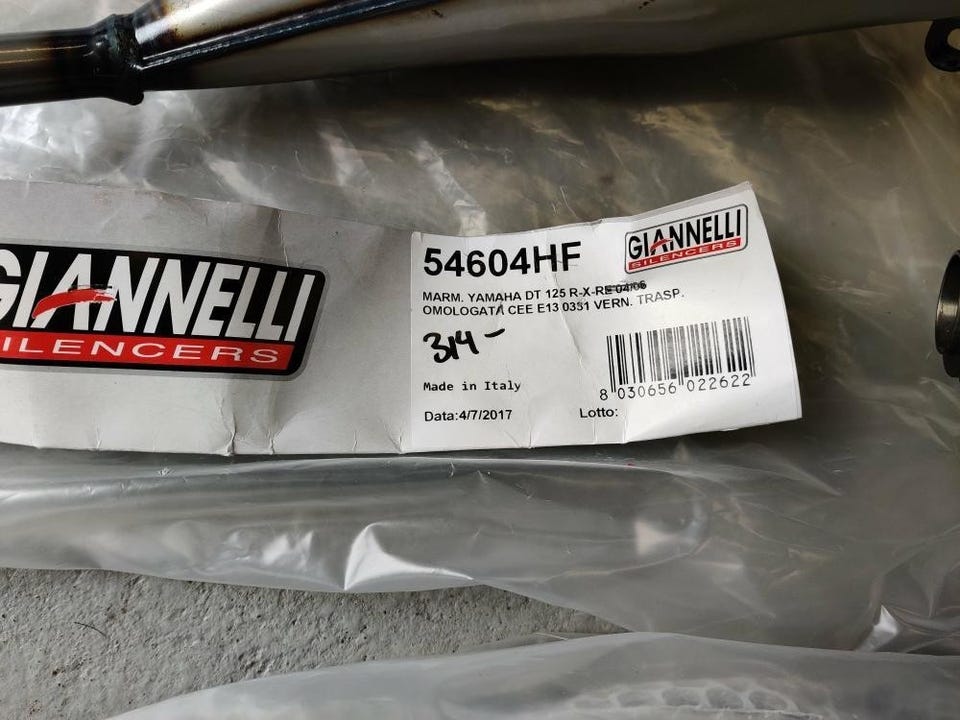 GIANNELLI
SILENCERS
54604HF
GIANNELLI
SILENCERS
MARM. YAMAHA DT 125 R-X-RE 04/06
OMOLOGATA CEE E13 0331 VERN. TRASP.
314-
8 030656 022622
Made in Italy
Data:4/7/2017
Lotto: